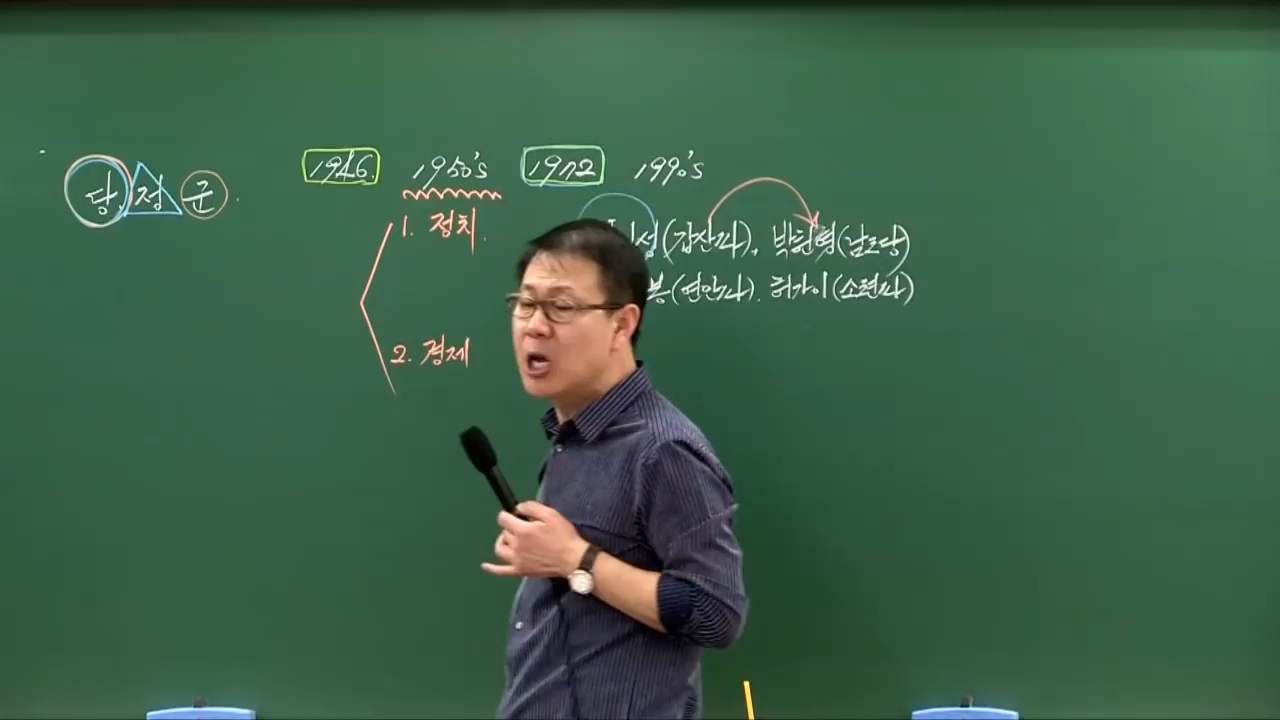 당.정군.
1946. 1950's 1972 1990's
1. 정치.
일성(갑산파), 박헌영(남로당)
봉(연안파). 허가이(소련파)
2. 경제